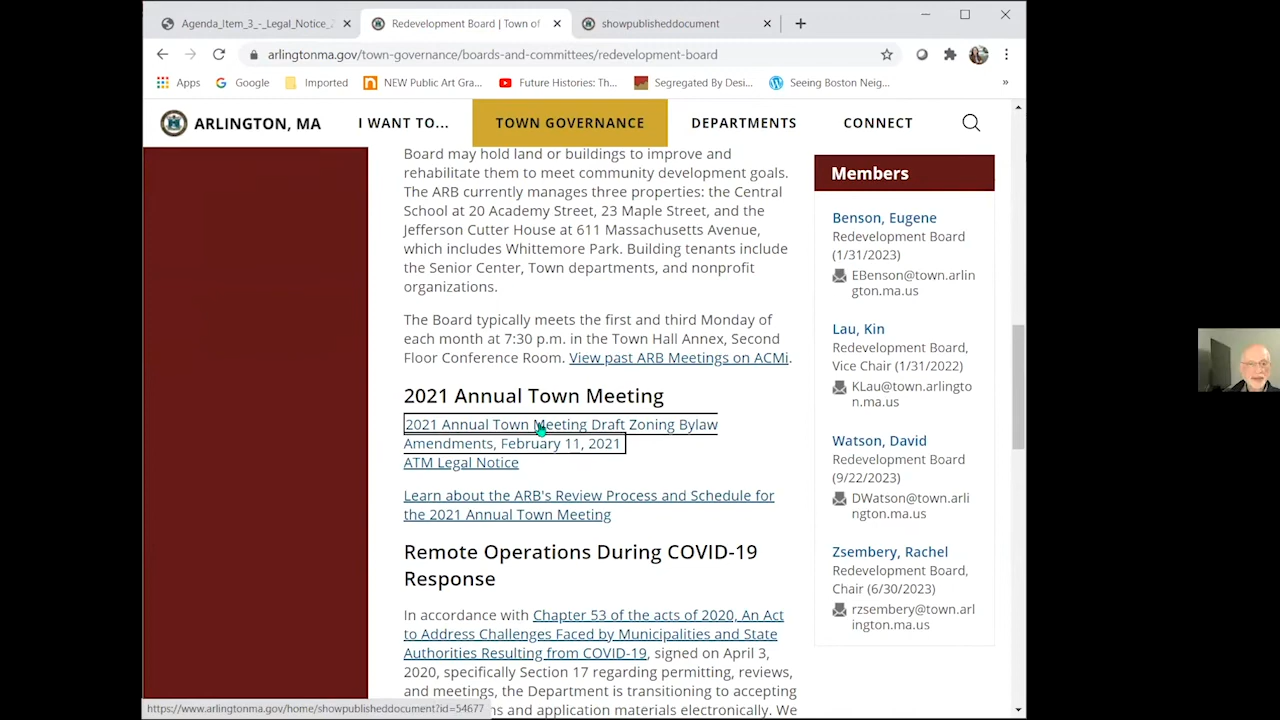 Agenda_Item_3_-_Legal_Notice_2
Redevelopment Board | Town of
showpublisheddocument
arlingtonma.gov/town-governance/boards-and-committees/redevelopment-board
Apps
Google
Imported
NEW Public Art Gra...
Future Histories: Th...
Segregated By Desi...
Seeing Boston Neig...
»
ARLINGTON, MA
I WANT TO...
TOWN GOVERNANCE
DEPARTMENTS
CONNECT
Board may hold land or buildings to improve and
rehabilitate them to meet community development goals.
The ARB currently manages three properties: the Central
School at 20 Academy Street, 23 Maple Street, and the
Jefferson Cutter House at 611 Massachusetts Avenue,
which includes Whittemore Park. Building tenants include
the Senior Center, Town departments, and nonprofit
organizations.
The Board typically meets the first and third Monday of
each month at 7:30 p.m. in the Town Hall Annex, Second
Floor Conference Room. View past ARB Meetings on ACMi.
2021 Annual Town Meeting
2021 Annual Town Meeting Draft Zoning Bylaw
Amendments, February 11, 2021
ATM Legal Notice
Learn about the ARB's Review Process and Schedule for
the 2021 Annual Town Meeting
Remote Operations During COVID-19
Response
In accordance with Chapter 53 of the acts of 2020, An Act
to Address Challenges Faced by Municipalities and State
Authorities Resulting from COVID-19, signed on April 3,
2020, specifically Section 17 regarding permitting, reviews,
and meetings, the Department is transitioning to accepting
ns and application materials electronically. We
Members
Benson, Eugene
Redevelopment Board
(1/31/2023)
EBenson@town.arlin
gton.ma.us
Lau, Kin
Redevelopment Board,
Vice Chair (1/31/2022)
KLau@town.arlingto
n.ma.us
Watson, David
Redevelopment Board
(9/22/2023)
DWatson@town.arli
ngton.ma.us
Zsembery, Rachel
Redevelopment Board,
Chair (6/30/2023)
rzsembery@town.arl
ington.ma.us
https://www.arlingtonma.gov/home/showpublisheddocument?id=54677